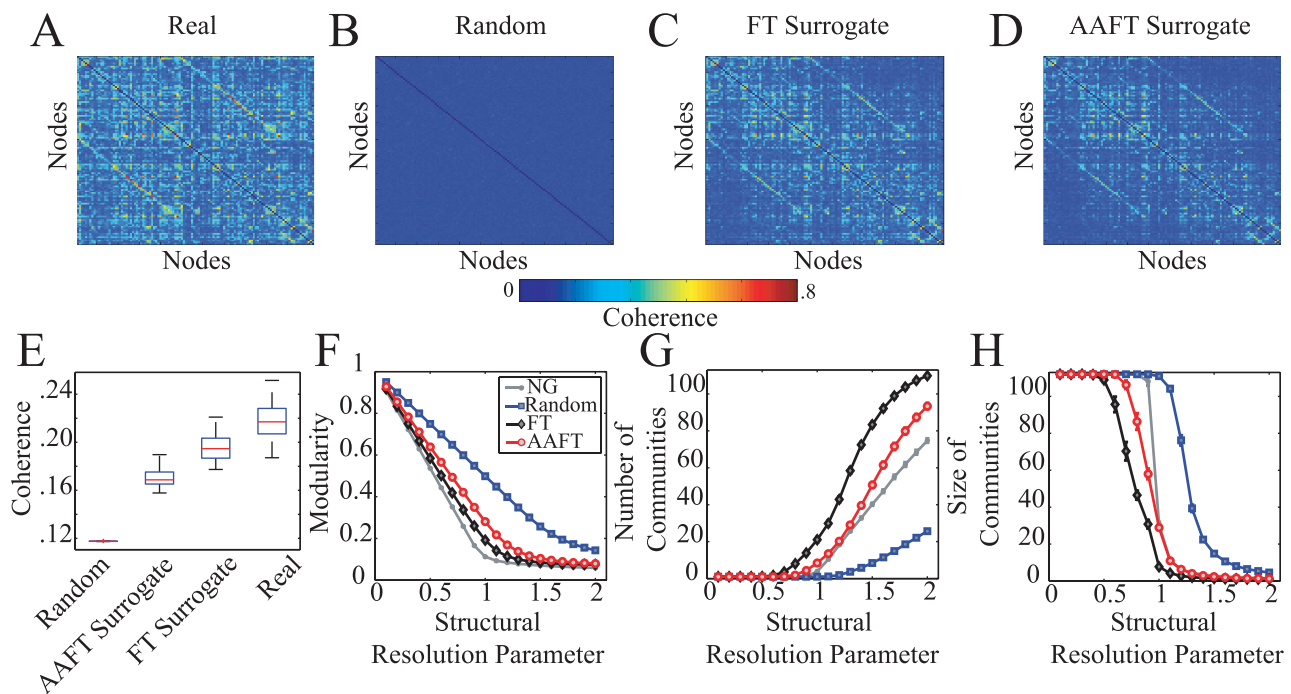 A Real
B Random
C FT Surrogate
D AAFT Surrogate
Nodes
Nodes
Nodes
Nodes
Nodes
Nodes
Nodes
Nodes
0 .8
Coherence
E
.24
.20
.16
.12
Coherence
Random
AAFT Surrogate
FT Surrogate
Real
F
1
0.8
0.6
0.4
0.2
0
Modularity
NG
Random
FT
AAFT
0 0.5 1 1.5 2
Structural
Resolution Parameter
G
100
80
60
40
20
0
Number of
Communities
0 0.5 1 1.5 2
Structural
Resolution Parameter
H
100
80
60
40
20
0
Size of
Communities
0 0.5 1 1.5 2
Structural
Resolution Parameter